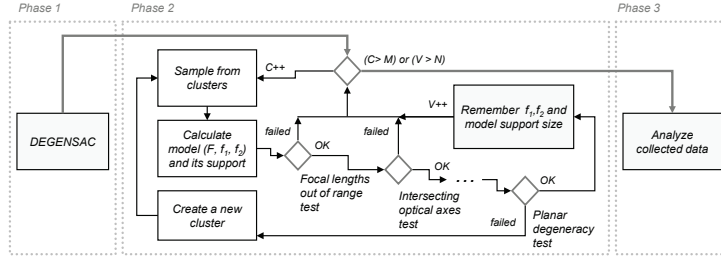 Phase 1
Phase 2
Phase 3
DEGENSAC
Sample from
clusters
C++
(C> M) or (V > N)
Calculate
model (F, f1, f2)
and its support
failed
OK
Focal lengths
out of range
test
failed
OK
Intersecting
optical axes
test
V++
Remember f1,f2 and
model support size
. . .
OK
failed
Planar
degeneracy
test
Create a new
cluster
Analyze
collected data